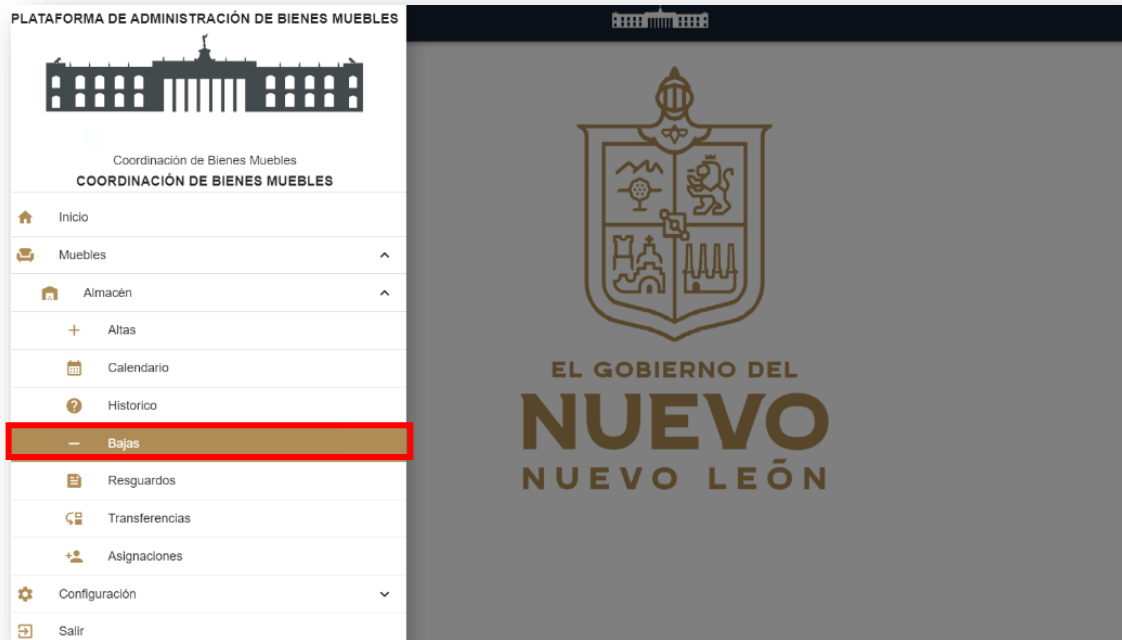 PLATAFORMA DE ADMINISTRACIÓN DE BIENES MUEBLES
Coordinación de Bienes Muebles
COORDINACIÓN DE BIENES MUEBLES
Inicio
Muebles
Almacén
Altas
Calendario
Historico
Bajas
Resguardos
Transferencias
Asignaciones
Configuración
Salir
EL GOBIERNO DEL
NUEVO
NUEVO LEÓN